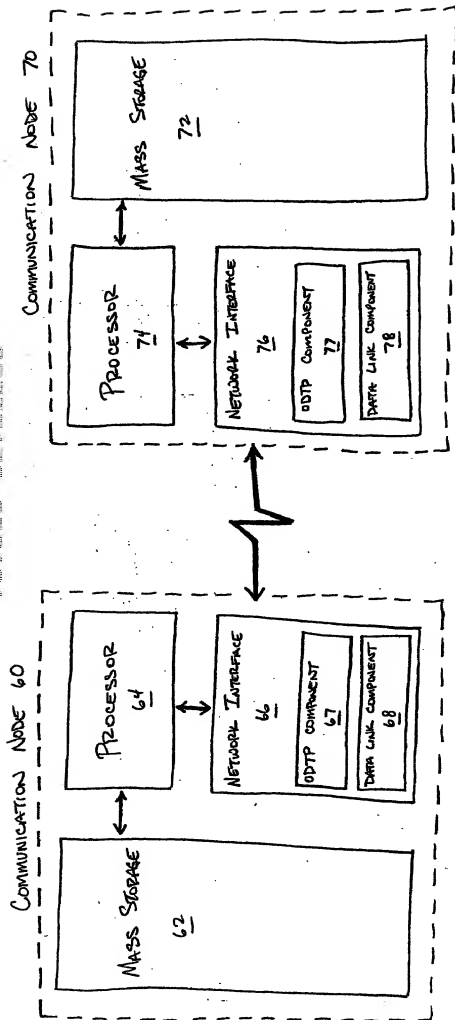 COMMUNICATION NODE 60
MASS STORAGE
62
PROCESSOR
64
NETWORK INTERFACE
66
ODTP COMPONENT
67
DATA LINK COMPONENT
68
COMMUNICATION NODE 70
PROCESSOR
74
MASS STORAGE
72
NETWORK INTERFACE
76
ODTP COMPONENT
77
DATA LINK COMPONENT
78